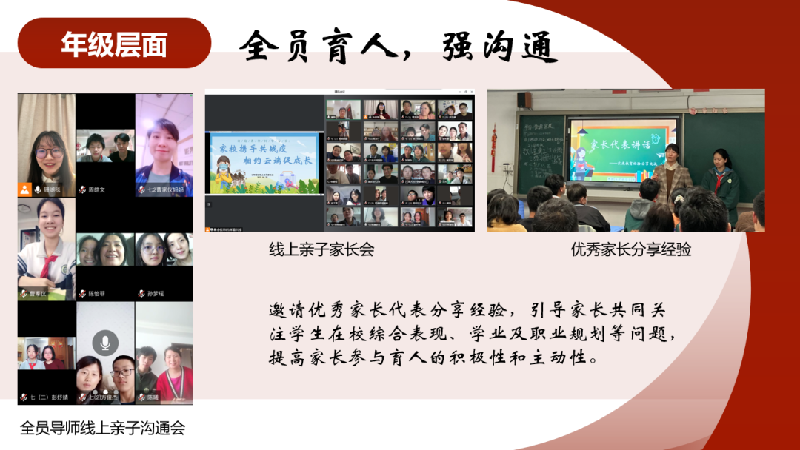 年级层面
全员育人，强沟通
家校携手共战疫
相约云端促成长
家长代表讲话
线上亲子家长会
优秀家长分享经验
邀请优秀家长代表分享经验，引导家长共同关
注学生在校综合表现、学业及职业规划等问题，
提高家长参与育人的积极性和主动性。
全员导师线上亲子沟通会